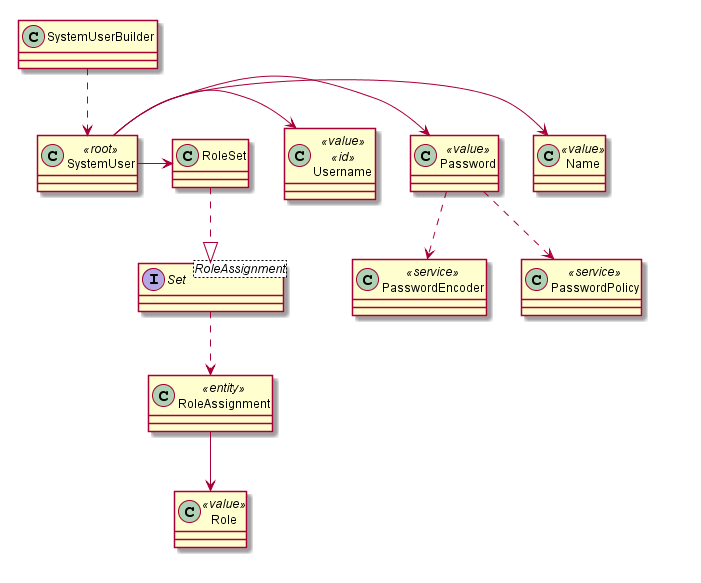 C SystemUserBuilder
C «root»
SystemUser
C RoleSet
C «value»
«id»
Username
C «value»
Password
C «value»
Name
RoleAssignment
I Set
C «service»
PasswordEncoder
C «service»
PasswordPolicy
C «entity»
RoleAssignment
C «value»
Role